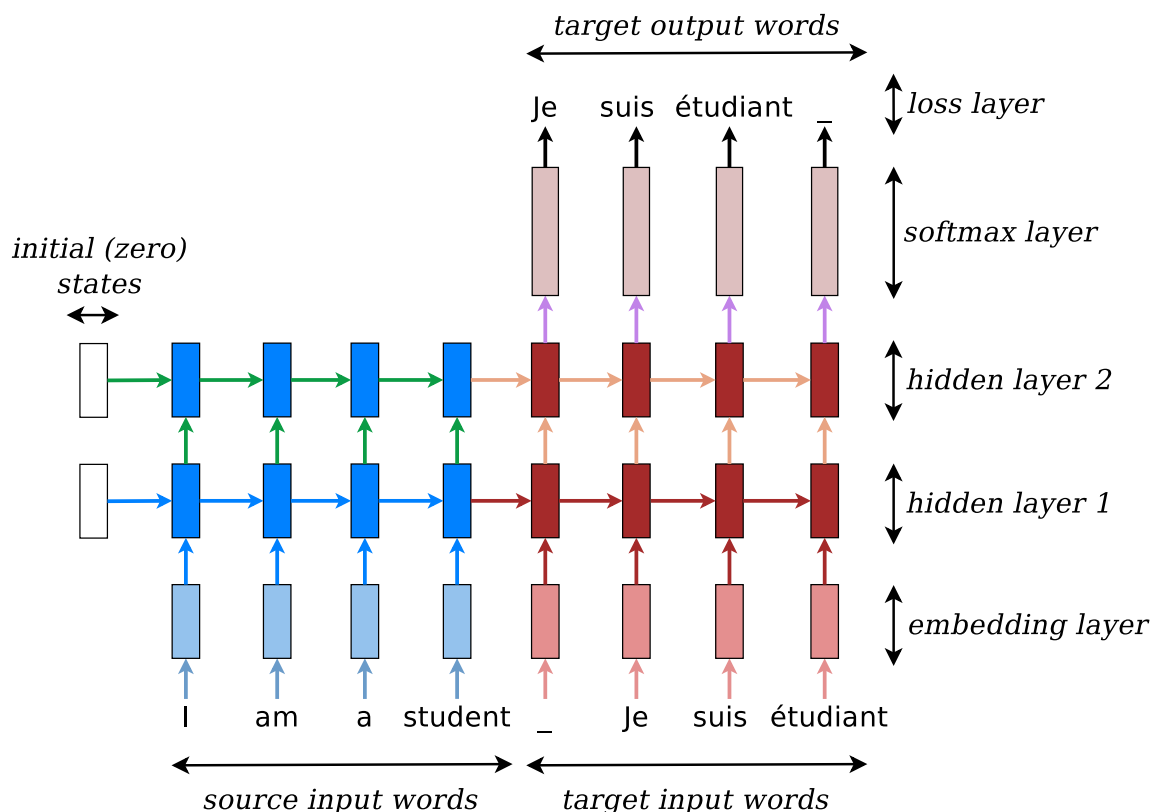 target output words
Je suis étudiant _
loss layer
softmax layer
initial (zero)
states
hidden layer 2
hidden layer 1
embedding layer
I am a student _ Je suis étudiant
source input words target input words